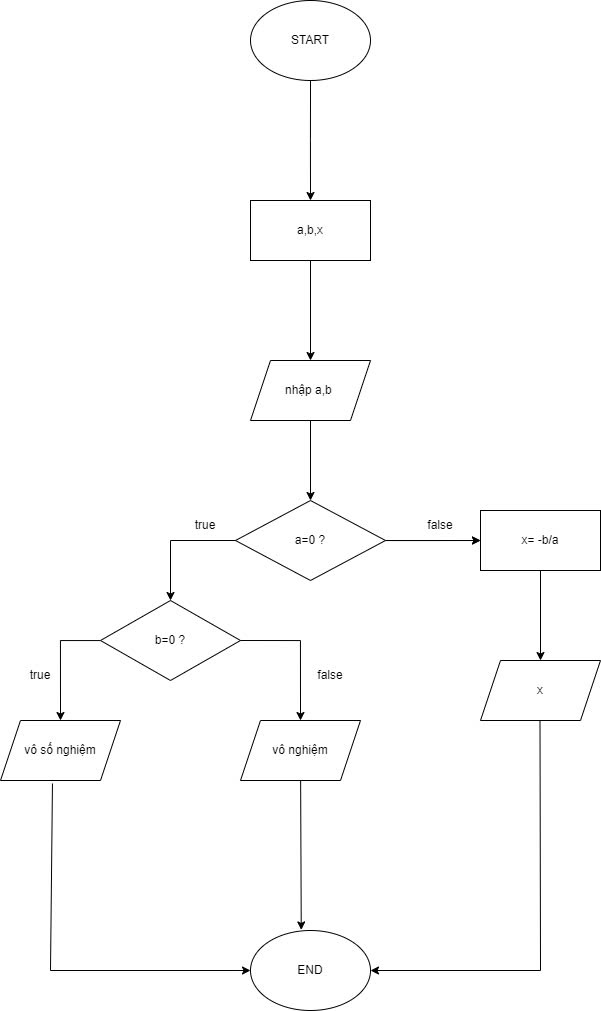 START
a,b,x
nhập a,b
true
a=0 ?
false
x= -b/a
b=0 ?
true
false
x
vô số nghiệm
vô nghiệm
END